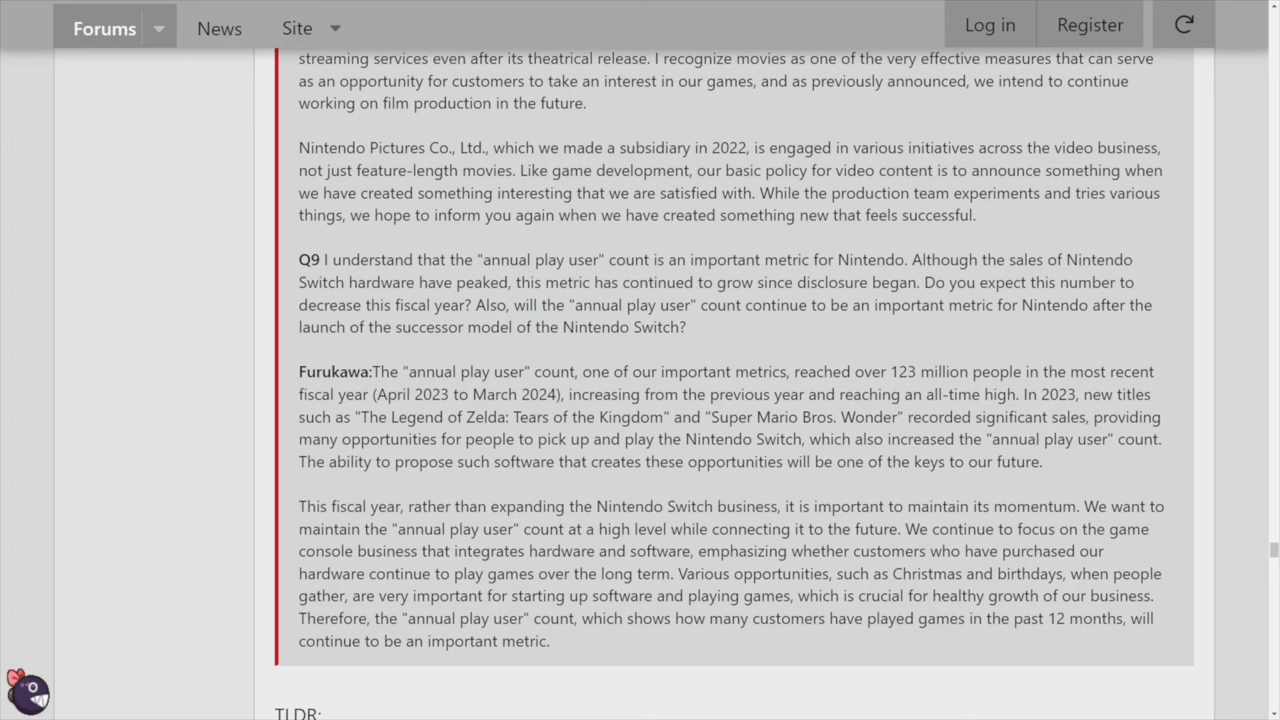 Forums
News
Site
Log in
Register
streaming services even after its theatrical release. I recognize movies as one of the very effective measures that can serve
as an opportunity for customers to take an interest in our games, and as previously announced, we intend to continue
working on film production in the future.
Nintendo Pictures Co., Ltd., which we made a subsidiary in 2022, is engaged in various initiatives across the video business,
not just feature-length movies. Like game development, our basic policy for video content is to announce something when
we have created something interesting that we are satisfied with. While the production team experiments and tries various
things, we hope to inform you again when we have created something new that feels successful.
Q9 I understand that the "annual play user" count is an important metric for Nintendo. Although the sales of Nintendo
Switch hardware have peaked, this metric has continued to grow since disclosure began. Do you expect this number to
decrease this fiscal year? Also, will the "annual play user" count continue to be an important metric for Nintendo after the
launch of the successor model of the Nintendo Switch?
Furukawa:The "annual play user" count, one of our important metrics, reached over 123 million people in the most recent
fiscal year (April 2023 to March 2024), increasing from the previous year and reaching an all-time high. In 2023, new titles
such as "The Legend of Zelda: Tears of the Kingdom" and "Super Mario Bros. Wonder" recorded significant sales, providing
many opportunities for people to pick up and play the Nintendo Switch, which also increased the "annual play user" count.
The ability to propose such software that creates these opportunities will be one of the keys to our future.
This fiscal year, rather than expanding the Nintendo Switch business, it is important to maintain its momentum. We want to
maintain the "annual play user" count at a high level while connecting it to the future. We continue to focus on the game
console business that integrates hardware and software, emphasizing whether customers who have purchased our
hardware continue to play games over the long term. Various opportunities, such as Christmas and birthdays, when people
gather, are very important for starting up software and playing games, which is crucial for healthy growth of our business.
Therefore, the "annual play user" count, which shows how many customers have played games in the past 12 months, will
continue to be an important metric.
TLDR: